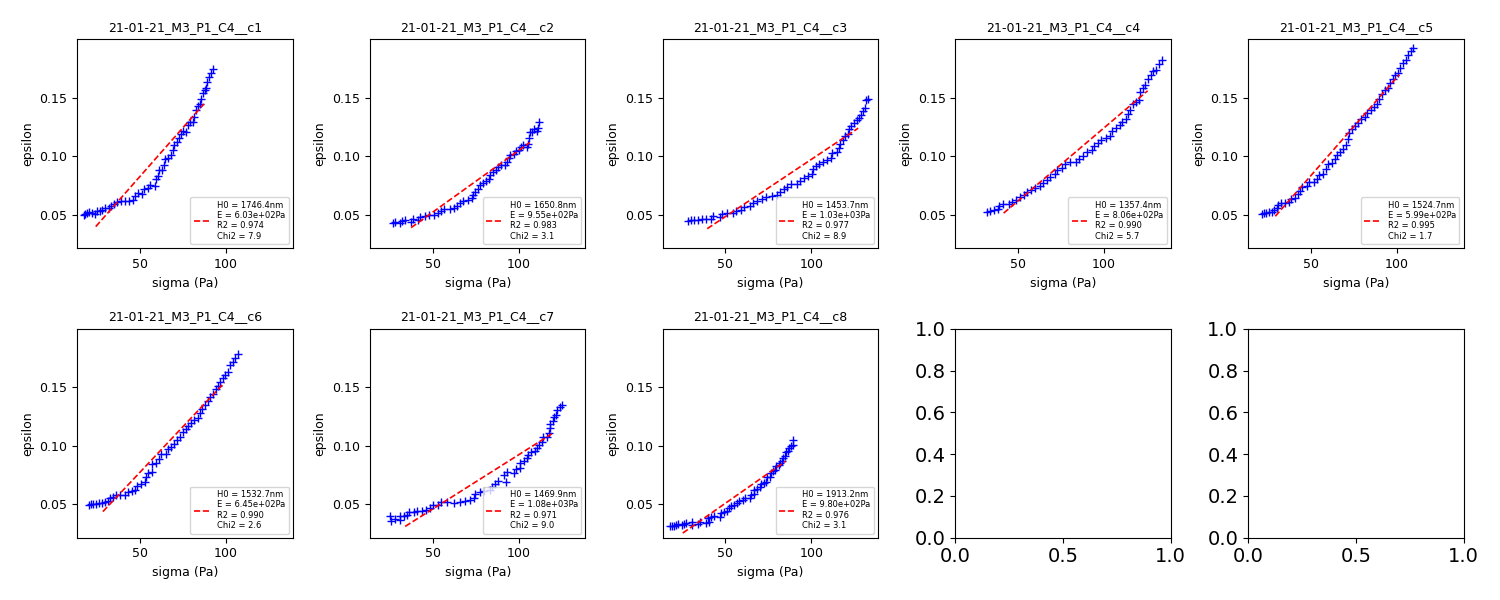 21-01-21_M3_P1_C4__c1
epsilon
0.15
0.10
0.05
H0 = 1746.4nm
E = 6.03e+02Pa
R2 = 0.974
Chi2 = 7.9
50 100
sigma (Pa)
21-01-21_M3_P1_C4__c2
epsilon
0.15
0.10
0.05
H0 = 1650.8nm
E = 9.55e+02Pa
R2 = 0.983
Chi2 = 3.1
50 100
sigma (Pa)
21-01-21_M3_P1_C4__c3
epsilon
0.15
0.10
0.05
H0 = 1453.7nm
E = 1.03e+03Pa
R2 = 0.977
Chi2 = 8.9
50 100
sigma (Pa)
21-01-21_M3_P1_C4__c4
epsilon
0.15
0.10
0.05
H0 = 1357.4nm
E = 8.06e+02Pa
R2 = 0.990
Chi2 = 5.7
50 100
sigma (Pa)
21-01-21_M3_P1_C4__c5
epsilon
0.15
0.10
0.05
H0 = 1524.7nm
E = 5.99e+02Pa
R2 = 0.995
Chi2 = 1.7
50 100
sigma (Pa)
21-01-21_M3_P1_C4__c6
epsilon
0.15
0.10
0.05
H0 = 1532.7nm
E = 6.45e+02Pa
R2 = 0.990
Chi2 = 2.6
50 100
sigma (Pa)
21-01-21_M3_P1_C4__c7
epsilon
0.15
0.10
0.05
H0 = 1469.9nm
E = 1.08e+03Pa
R2 = 0.971
Chi2 = 9.0
50 100
sigma (Pa)
21-01-21_M3_P1_C4__c8
epsilon
0.15
0.10
0.05
H0 = 1913.2nm
E = 9.80e+02Pa
R2 = 0.976
Chi2 = 3.1
50 100
sigma (Pa)
1.0
0.8
0.6
0.4
0.2
0.0
0.0 0.5 1.0
1.0
0.8
0.6
0.4
0.2
0.0
0.0 0.5 1.0